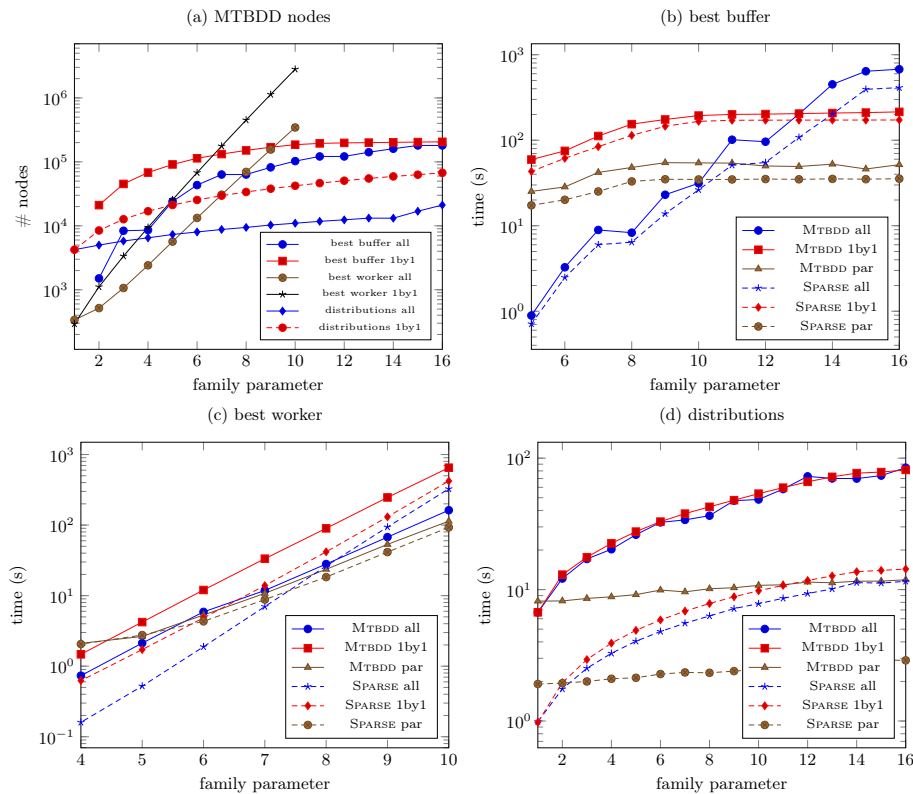 (a) MTBDD nodes
10^6
10^5
10^4
10^3
# nodes
2 4 6 8 10 12 14 16
family parameter
best buffer all
best buffer 1by1
best worker all
best worker 1by1
distributions all
distributions 1by1
(b) best buffer
10^3
10^2
10^1
10^0
time (s)
6 8 10 12 14 16
family parameter
MTBDD all
MTBDD 1by1
MTBDD par
SPARSE all
SPARSE 1by1
SPARSE par
(c) best worker
10^3
10^2
10^1
10^0
10^-1
time (s)
4 5 6 7 8 9 10
family parameter
MTBDD all
MTBDD 1by1
MTBDD par
SPARSE all
SPARSE 1by1
SPARSE par
(d) distributions
10^2
10^1
10^0
time (s)
2 4 6 8 10 12 14 16
family parameter
MTBDD all
MTBDD 1by1
MTBDD par
SPARSE all
SPARSE 1by1
SPARSE par